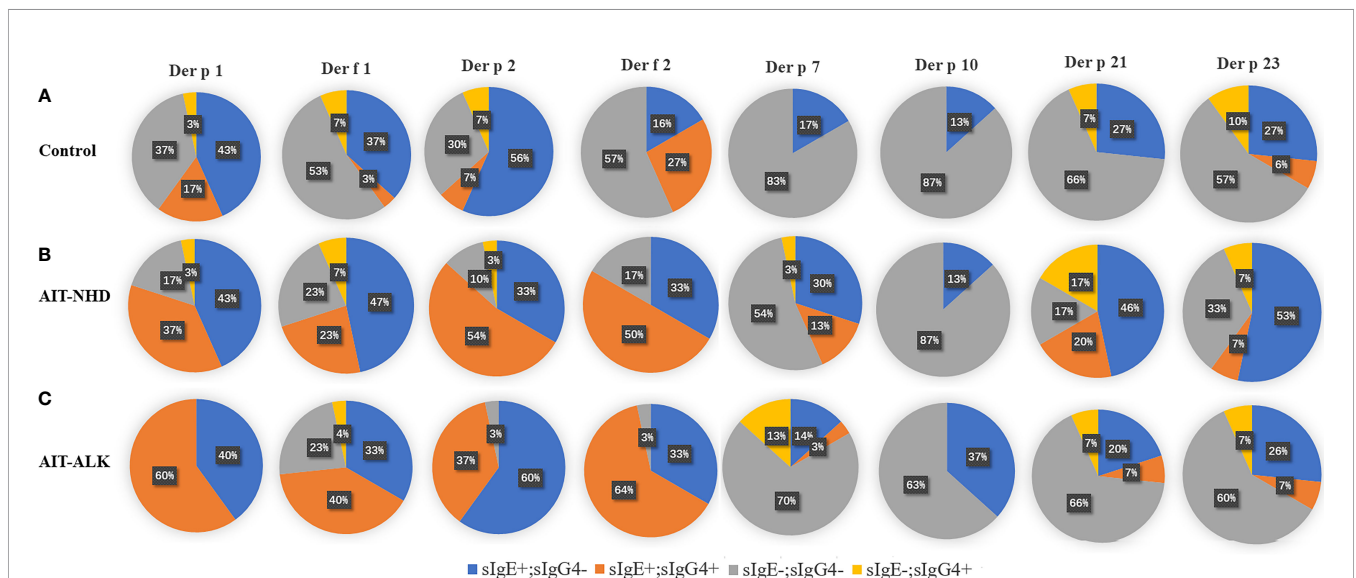 Der p 1 Der f 1 Der p 2 Der f 2 Der p 7 Der p 10 Der p 21 Der p 23
A
Control
3% 43% 17% 37%
7% 37% 3% 53%
7% 56% 7% 30%
16% 27% 57%
17% 83%
13% 87%
7% 27% 66%
10% 27% 6% 57%
B
AIT-NHD
3% 43% 37% 17%
7% 47% 23% 23%
3% 33% 54% 10%
17% 33% 50%
3% 30% 13% 54%
13% 87%
17% 46% 20% 17%
7% 53% 7% 33%
C
AIT-ALK
40% 60%
4% 33% 40% 23%
3% 60% 37%
3% 33% 64%
13% 14% 3% 70%
37% 63%
7% 20% 7% 66%
7% 26% 7% 60%
sIgE+;sIgG4- sIgE+;sIgG4+ sIgE-;sIgG4- sIgE-;sIgG4+